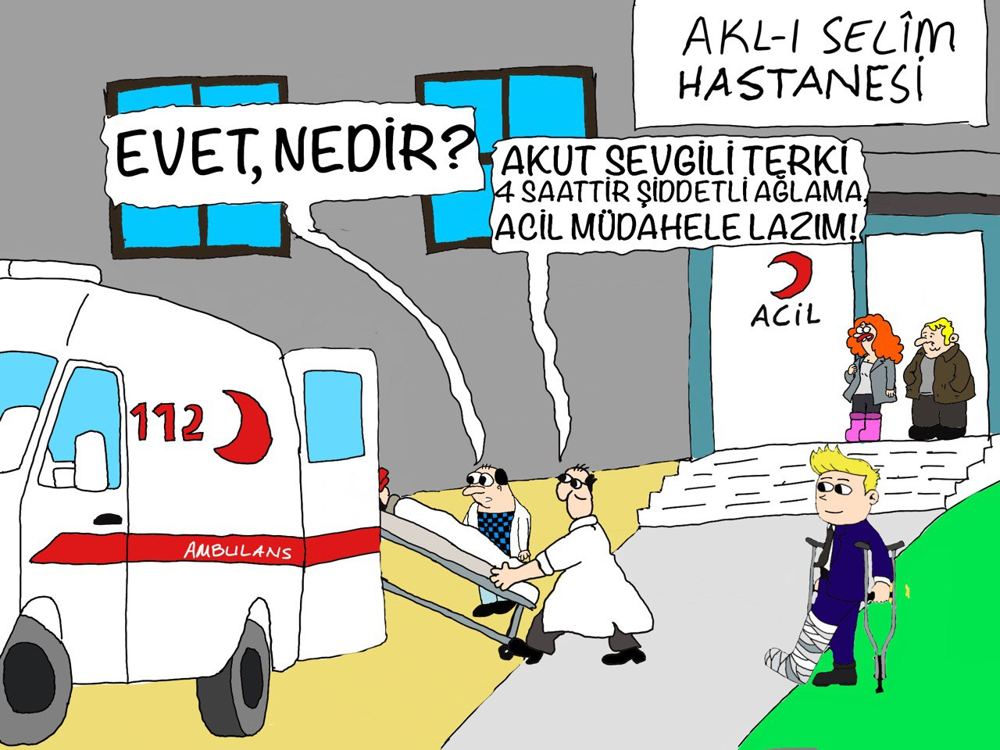 AKL-I SELÎM
HASTANESİ
EVET, NEDİR?
AKUT SEVGİLİ TERKİ
4 SAATTİR ŞİDDETLİ AĞLAMA,
ACİL MÜDAHELE LAZIM!
ACİL
112
AMBULANS